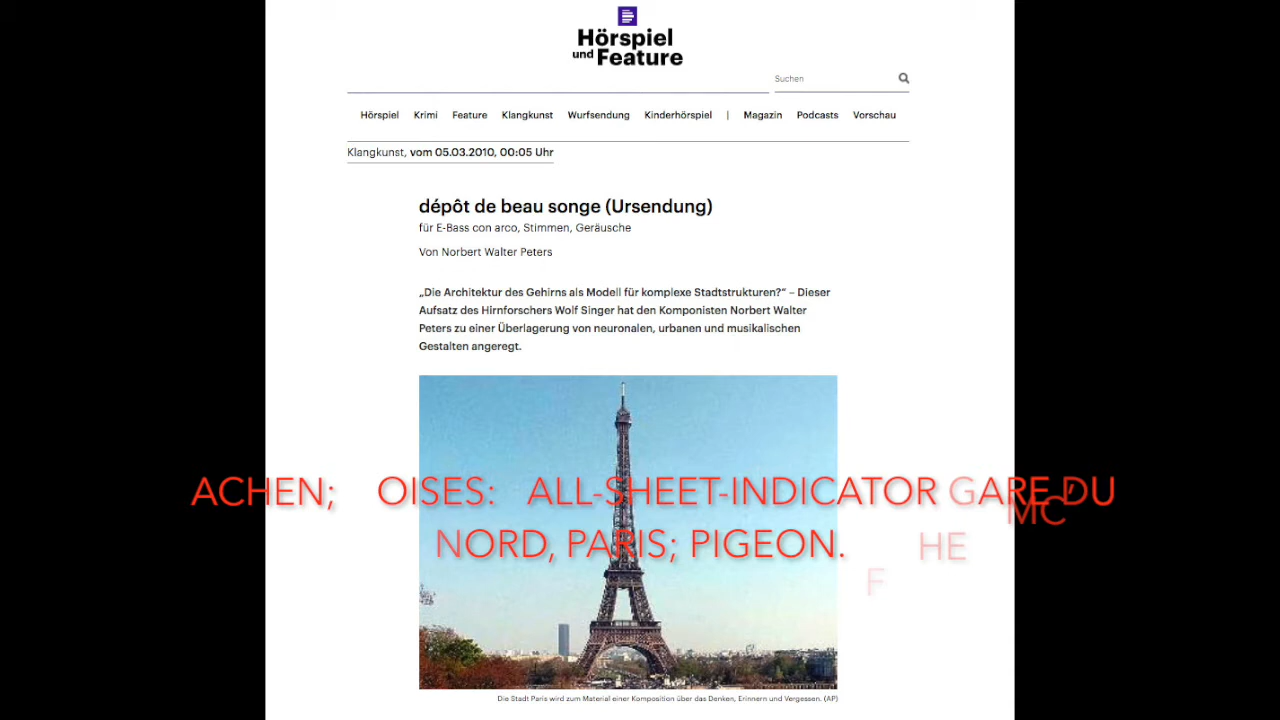 Hörspiel
und Feature
Suchen
Hörspiel Krimi Feature Klangkunst Wurfsendung Kinderhörspiel | Magazin Podcasts Vorschau
Klangkunst, vom 05.03.2010, 00:05 Uhr
dépôt de beau songe (Ursendung)
für E-Bass con arco, Stimmen, Geräusche
Von Norbert Walter Peters
„Die Architektur des Gehirns als Modell für komplexe Stadtstrukturen?“ – Dieser
Aufsatz des Hirnforschers Wolf Singer hat den Komponisten Norbert Walter
Peters zu einer Überlagerung von neuronalen, urbanen und musikalischen
Gestalten angeregt.
ACHEN; OISES: ALL-SHEET-INDICATOR GARE DU
MC'
NORD, PARIS; PIGEON. HE
F
Die Stadt Paris wird zum Material einer Komposition über das Denken, Erinnern und Vergessen. (AP)